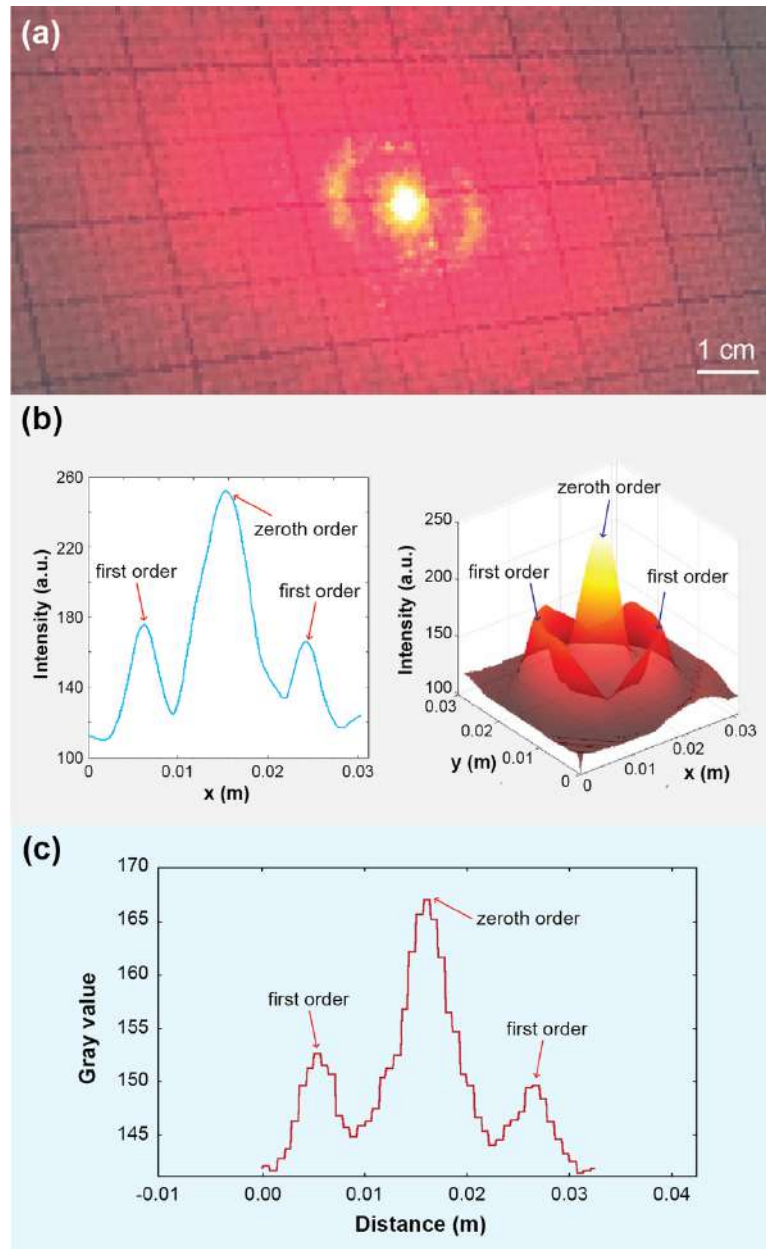 (a)
1 cm
(b)
260
220
180
140
100
0
0.01
0.02
0.03
Intensity (a.u.)
x (m)
first order
zeroth order
first order
250
200
150
100
Intensity (a.u.)
zeroth order
first order
first order
0.03
0.02
0.01
0
y (m)
0
0.01
0.02
0.03
x (m)
(c)
170
165
160
155
150
145
Gray value
first order
zeroth order
first order
-0.01
0.00
0.01
0.02
0.03
0.04
Distance (m)